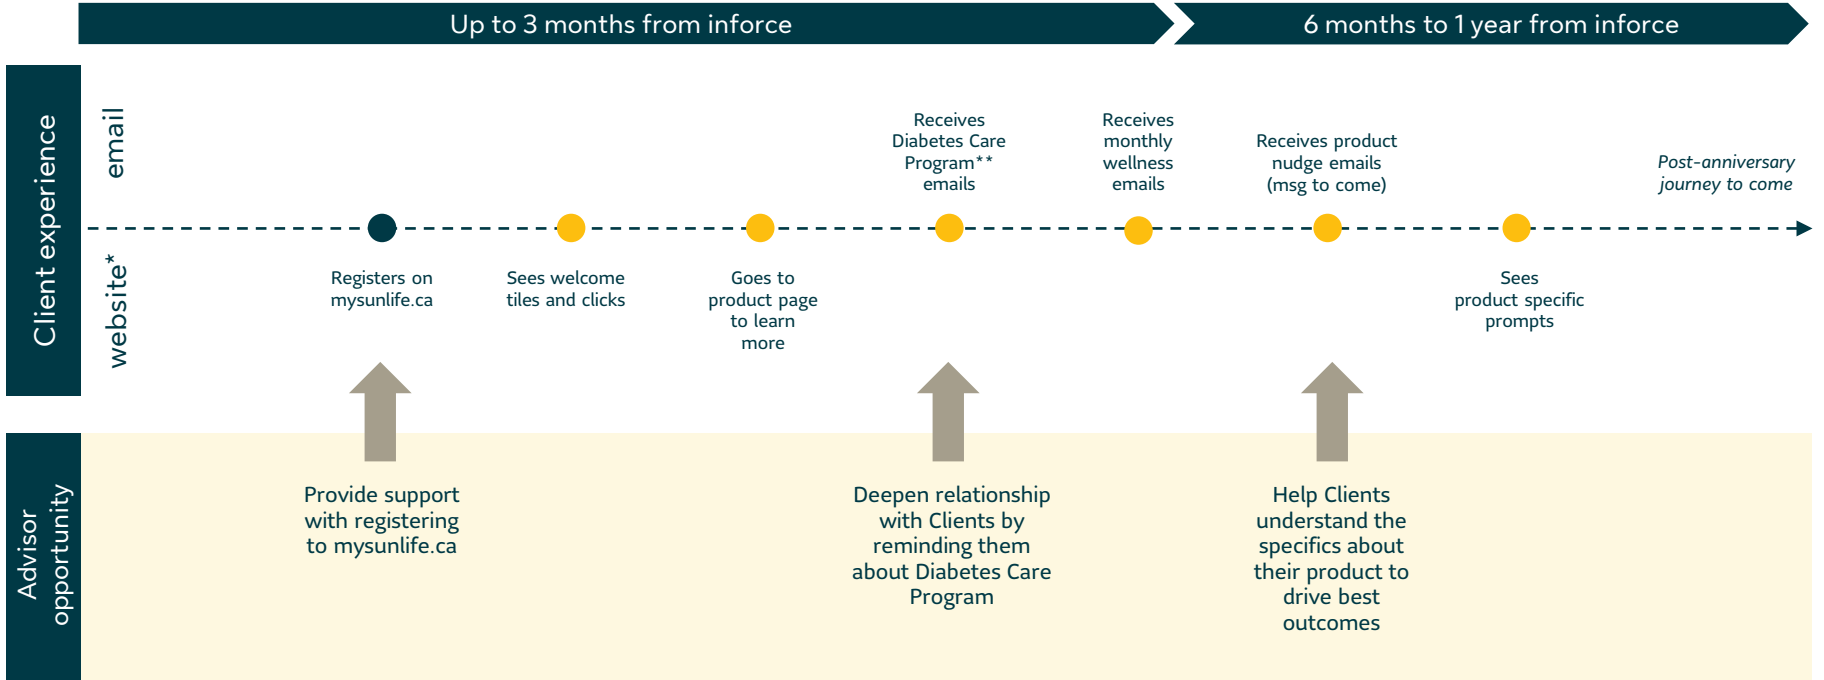 Up to 3 months from inforce
6 months to 1 year from inforce
Client experience
email
website*
Receives
Diabetes Care
Program**
emails
Receives
monthly
wellness
emails
Receives product
nudge emails
(msg to come)
Post-anniversary
journey to come
Registers on
mysunlife.ca
Sees welcome
tiles and clicks
Goes to
product page
to learn
more
Sees
product specific
prompts
Advisor
opportunity
Provide support
with registering
to mysunlife.ca
Deepen relationship
with Clients by
reminding them
about Diabetes Care
Program
Help Clients
understand the
specifics about
their product to
drive best
outcomes